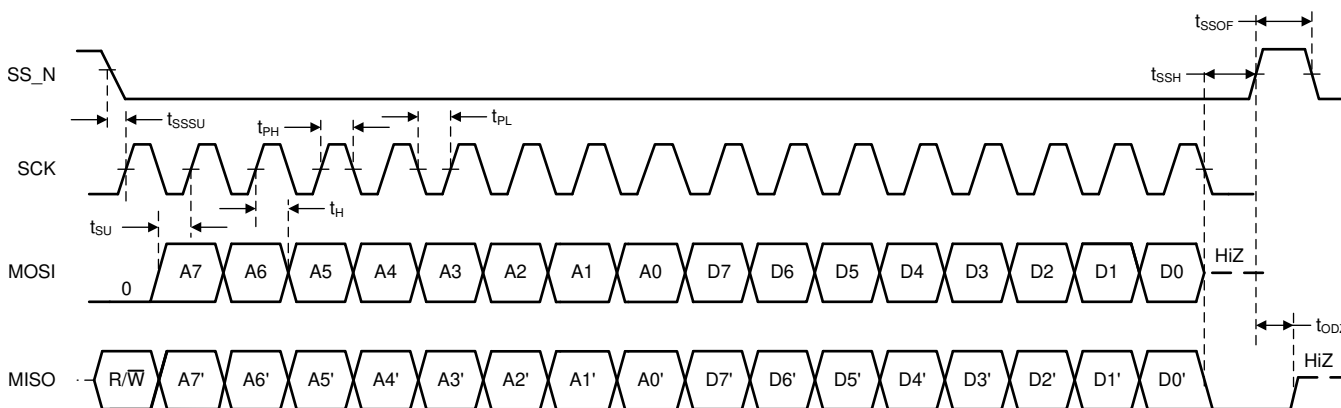 tSSOF
SS_N
tSSH
tSSSU
tPH
tPL
SCK
tSU
tH
MOSI
0 A7 A6 A5 A4 A3 A2 A1 A0 D7 D6 D5 D4 D3 D2 D1 D0 HiZ
tODZ
MISO
R/W̅ A7' A6' A5' A4' A3' A2' A1' A0' D7' D6' D5' D4' D3' D2' D1' D0' HiZ